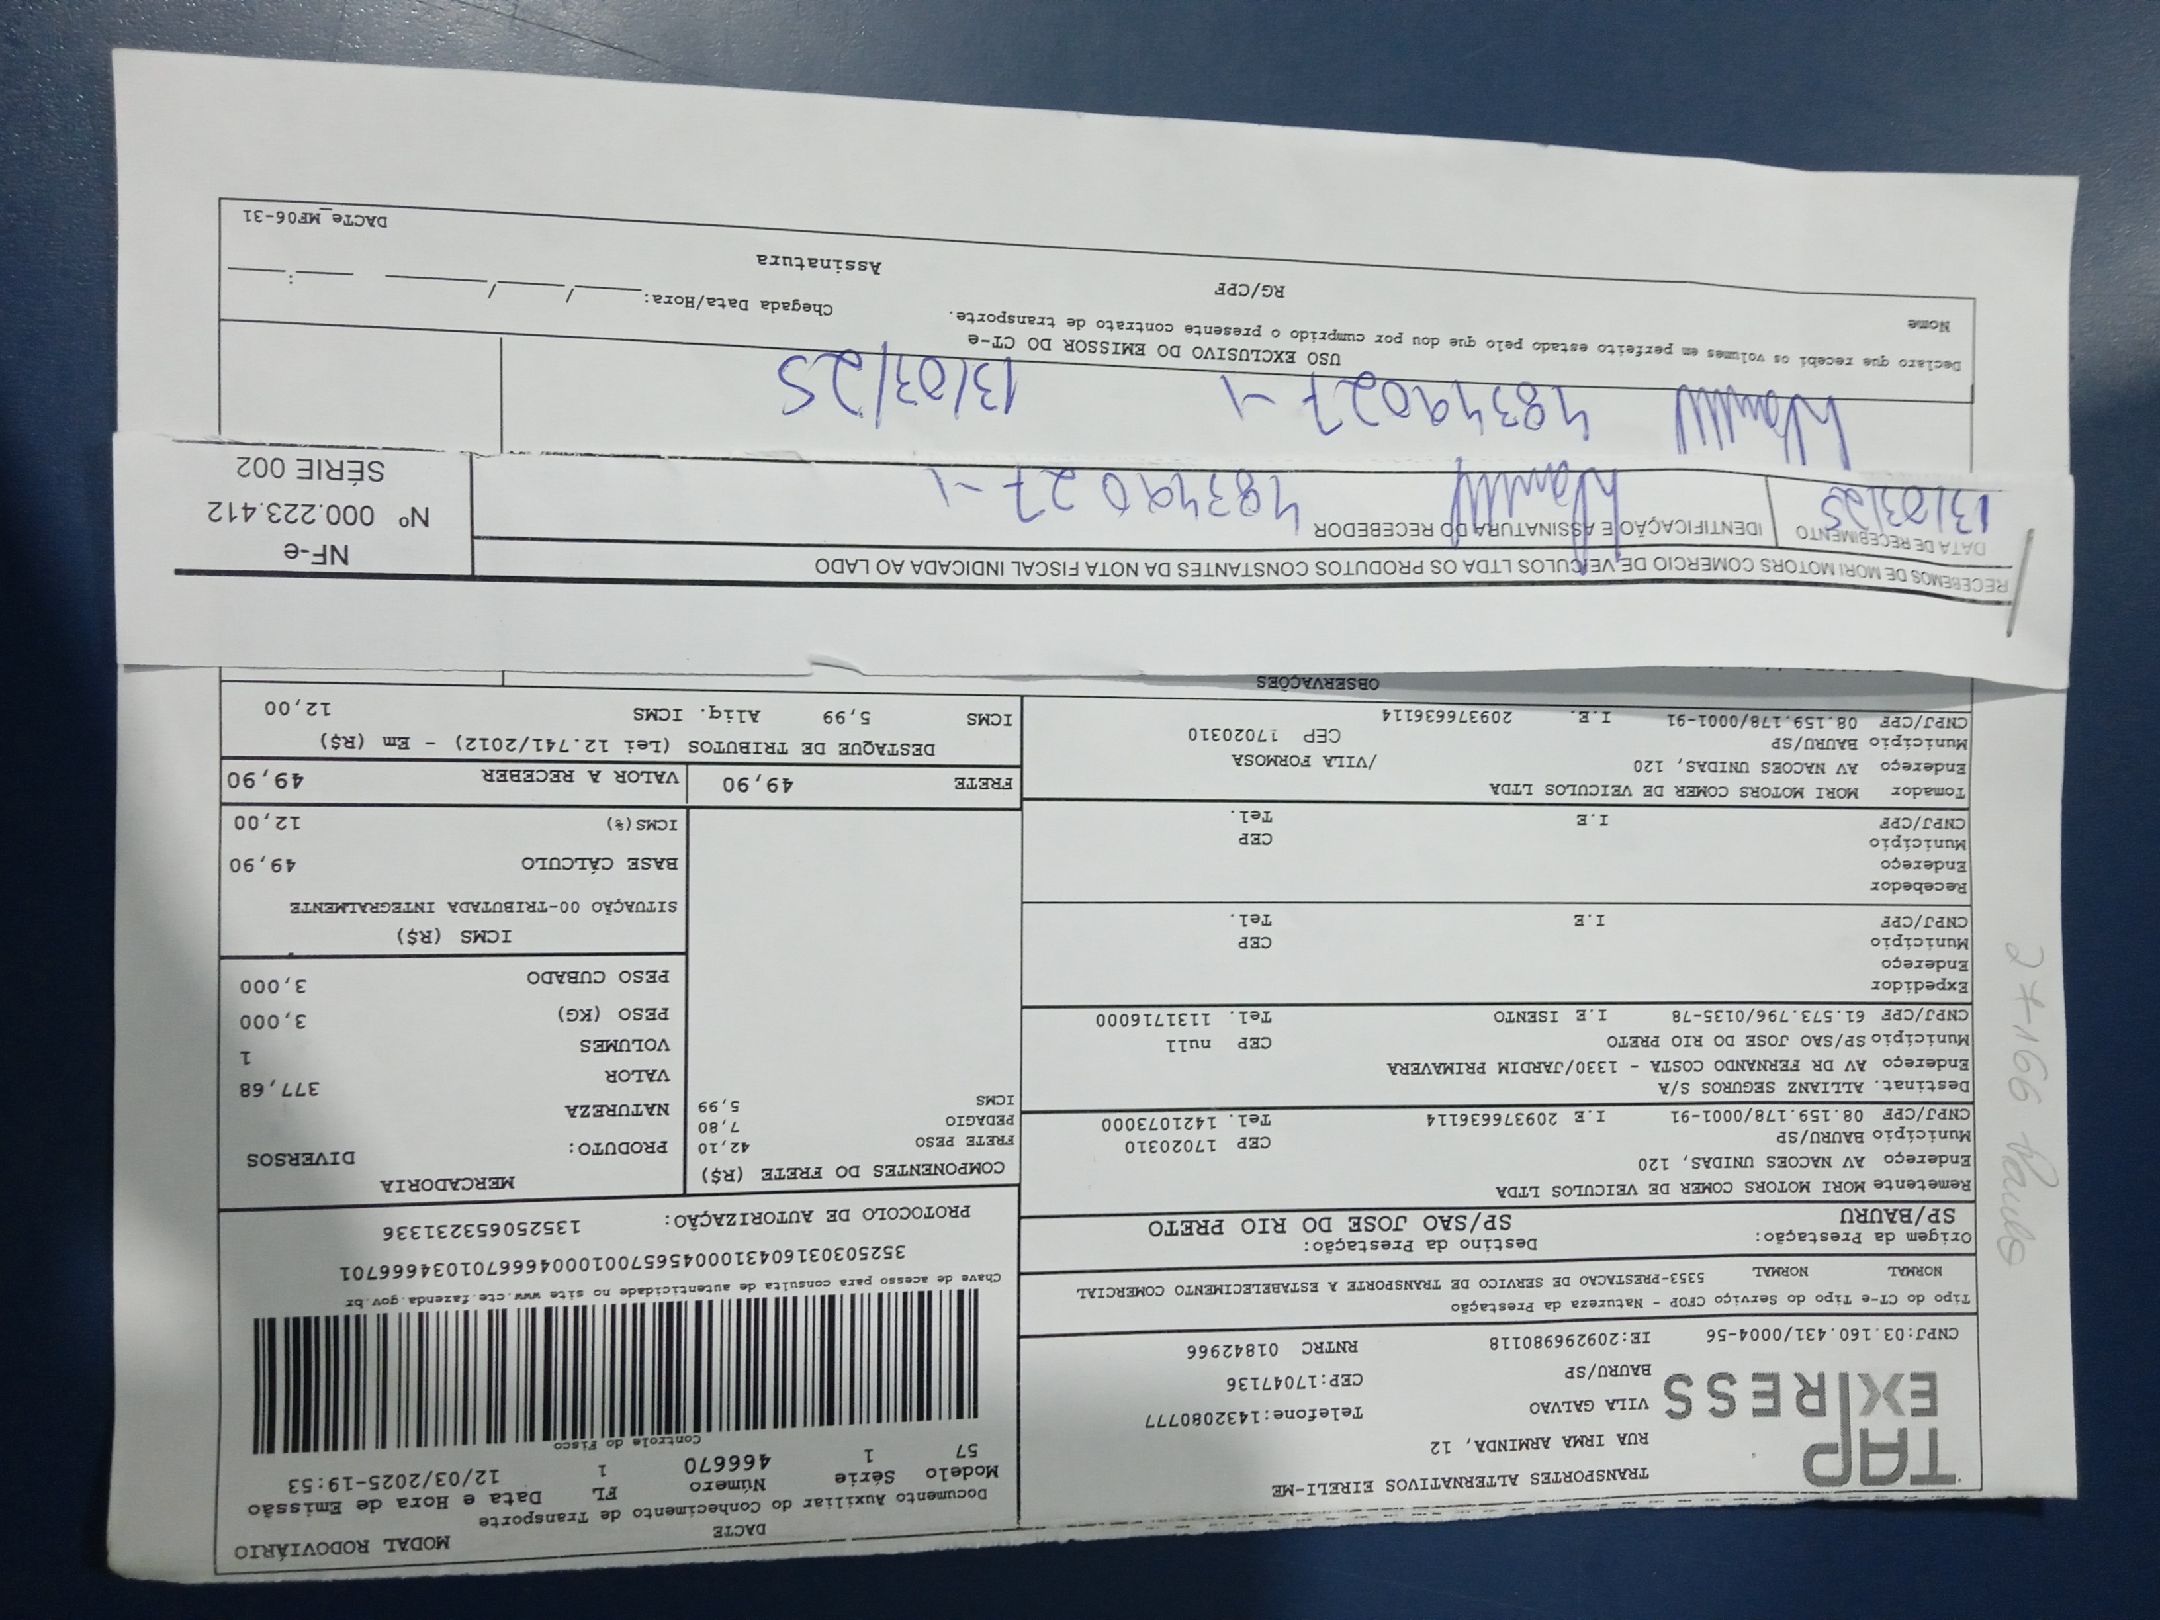 DACTE MODAL RODOVIÁRIO
Documento Auxiliar do Conhecimento de Transporte
Modelo Série Número FL Data e Hora de Emissão
57 1 466670 1 12/03/2025-19:53
Controle do Fisco
Chave de acesso para consulta de autenticidade no site www.cte.fazenda.gov.br
35250303160431000456570010004666701034666701
PROTOCOLO DE AUTORIZAÇÃO: 135250653231336
TAP EXPRESS
TRANSPORTES ALTERNATIVOS EIRELI-ME
RUA IRMA ARMINDA, 12
VILA GALVAO Telefone:1432080777
BAURU/SP CEP:17047136
CNPJ:03.160.431/0004-56 IE:209296980118 RNTRC 01842966
Tipo do CT-e Tipo do Serviço CFOP - Natureza da Prestação
NORMAL NORMAL 5353-PRESTACAO DE SERVICO DE TRANSPORTE A ESTABELECIMENTO COMERCIAL
Origem da Prestação: Destino da Prestação:
SP/BAURU SP/SAO JOSE DO RIO PRETO
Remetente MORI MOTORS COMER DE VEICULOS LTDA
Endereço AV NACOES UNIDAS, 120
Município BAURU/SP CEP 17020310
CNPJ/CPF 08.159.178/0001-91 I.E 209376636114 Tel. 1421073000
Destinat. ALLIANZ SEGUROS S/A
Endereço AV DR FERNANDO COSTA - 1330/JARDIM PRIMAVERA
Município SP/SAO JOSE DO RIO PRETO CEP null
CNPJ/CPF 61.573.796/0135-78 I.E ISENTO Tel. 1131716000
Expedidor
Endereço
Município CEP
CNPJ/CPF I.E Tel.
Recebedor
Endereço
Município CEP
CNPJ/CPF I.E Tel.
Tomador MORI MOTORS COMER DE VEICULOS LTDA
Endereço AV NACOES UNIDAS, 120 /VILA FORMOSA
Município BAURU/SP CEP 17020310
CNPJ/CPF 08.159.178/0001-91 I.E. 209376636114
COMPONENTES DO FRETE (R$)
FRETE PESO 42,10
PEDAGIO 7,80
ICMS 5,99
MERCADORIA
PRODUTO: DIVERSOS
NATUREZA
VALOR 377,68
VOLUMES 1
PESO (KG) 3,000
PESO CUBADO 3,000
ICMS (R$)
SITUAÇÃO 00-TRIBUTADA INTEGRALMENTE
BASE CÁLCULO 49,90
ICMS(%) 12,00
FRETE 49,90 VALOR A RECEBER 49,90
DESTAQUE DE TRIBUTOS (Lei 12.741/2012) - Em (R$)
ICMS 5,99 Aliq. ICMS 12,00
OBSERVAÇÕES
RECEBEMOS DE MORI MOTORS COMERCIO DE VEICULOS LTDA OS PRODUTOS CONSTANTES DA NOTA FISCAL INDICADA AO LADO
DATA DE RECEBIMENTO IDENTIFICAÇÃO E ASSINATURA DO RECEBEDOR
13/03/25 48349027-1
NF-e
Nº 000.223.412
SÉRIE 002
48349027-1 13/03/25
USO EXCLUSIVO DO EMISSOR DO CT-e
Declaro que recebi os volumes em perfeito estado pelo que dou por cumprido o presente contrato de transporte.
Nome RG/CPF Assinatura Chegada Data/Hora: ____/____/____ ____:____
DACTe_MF06-31